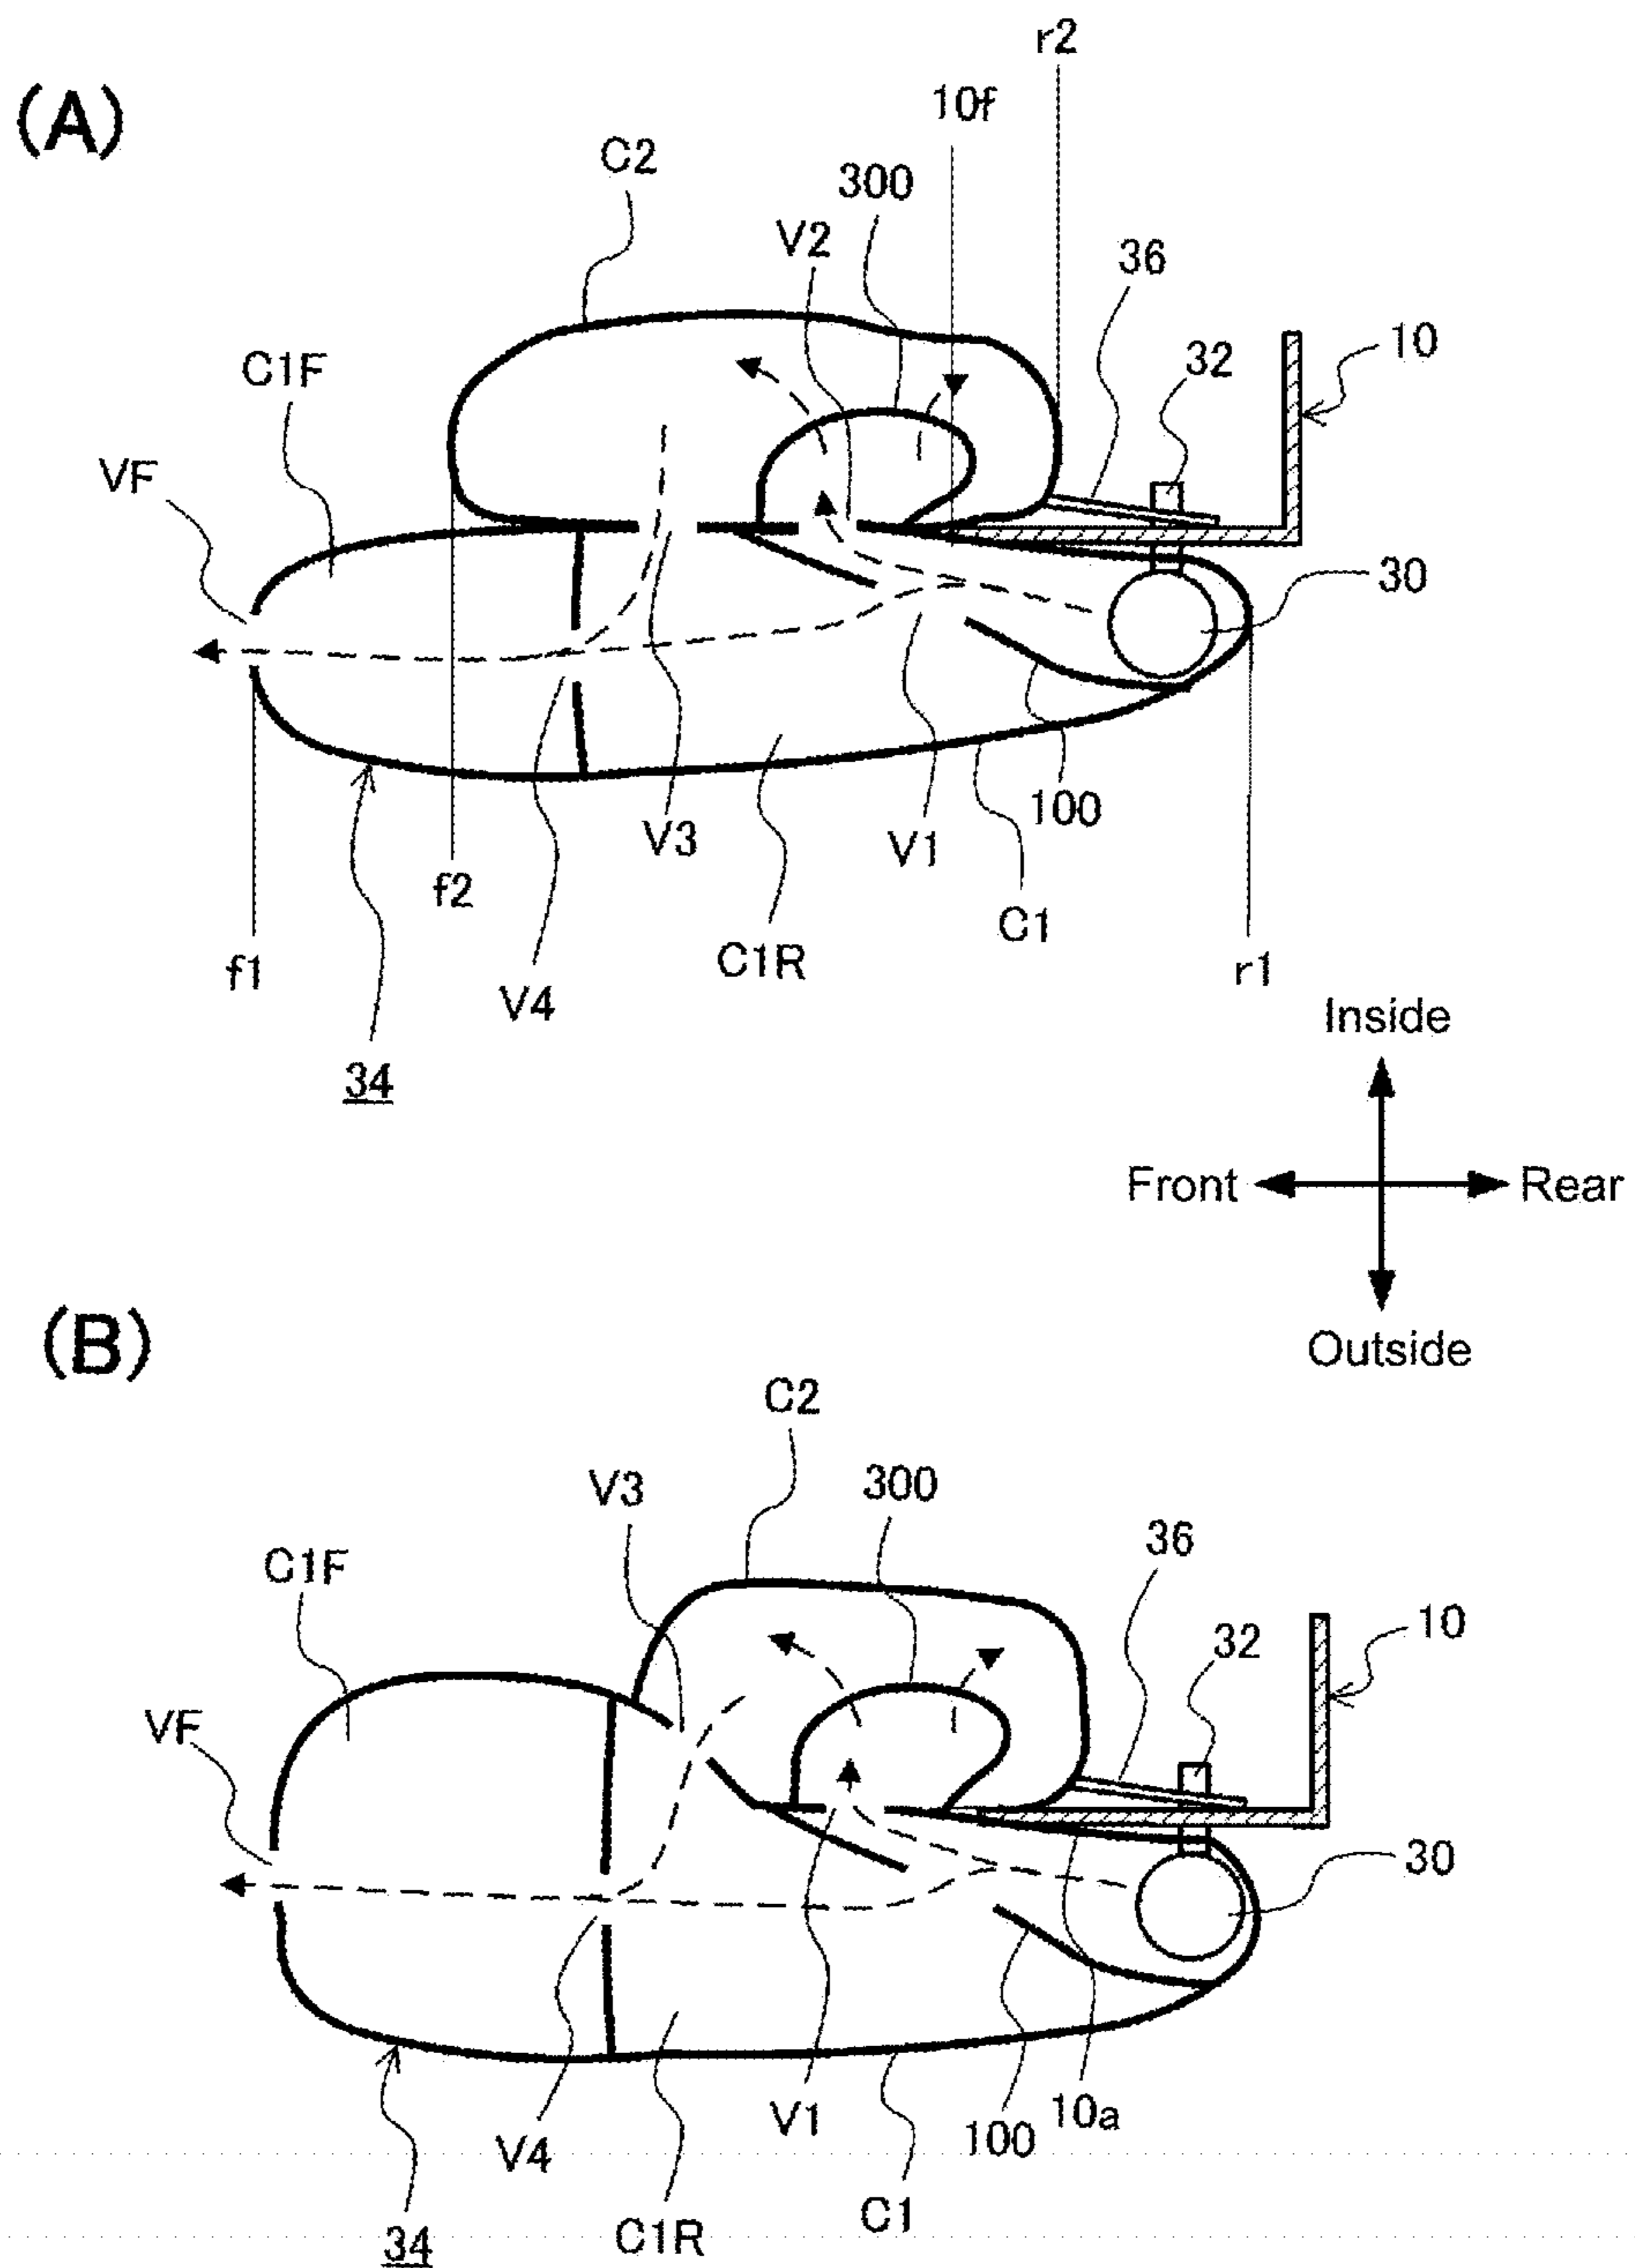 (A)
r2
10f
C2
300
V2
36
10
32
C1F
VF
30
V3
100
V1
f2
C1
C1R
f1
r1
V4
34
Inside
Front
Rear
Outside
(B)
C2
V3
300
36
C1F
10
32
VF
30
V1
10a
100
V4
C1
C1R
34